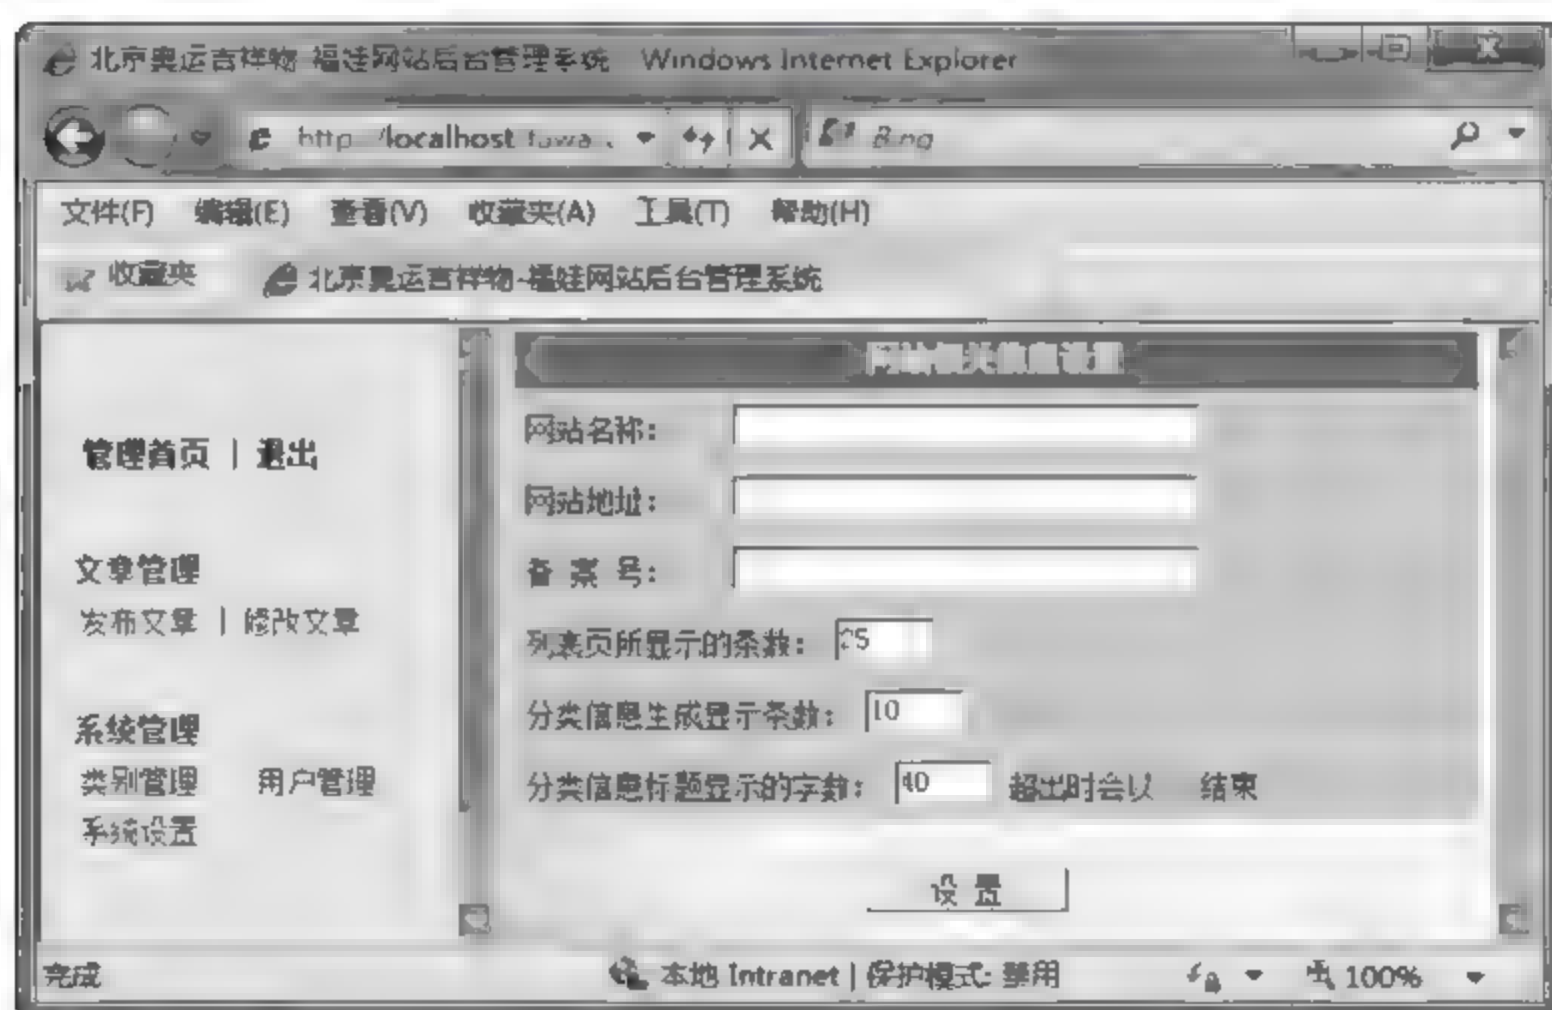 北京奥运吉祥物 福娃网站后台管理系统 Windows Internet Explorer
http //localhost fuwa Bing
文件(F) 编辑(E) 查看(V) 收藏夹(A) 工具(T) 帮助(H)
收藏夹 北京奥运吉祥物-福娃网站后台管理系统
网站相关信息设置
管理首页 | 退出
文章管理
发布文章 | 修改文章
系统管理
类别管理 用户管理
系统设置
网站名称:
网站地址:
备 案 号:
列表页所显示的条数: 25
分类信息生成显示条数: 10
分类信息标题显示的字数: 40 超出时会以 结束
设 置
完成 本地 Intranet | 保护模式: 禁用 100%